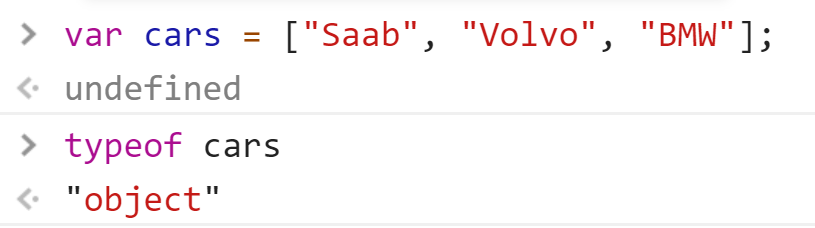 > var cars = ["Saab", "Volvo", "BMW"];
undefined
> typeof cars
"object"